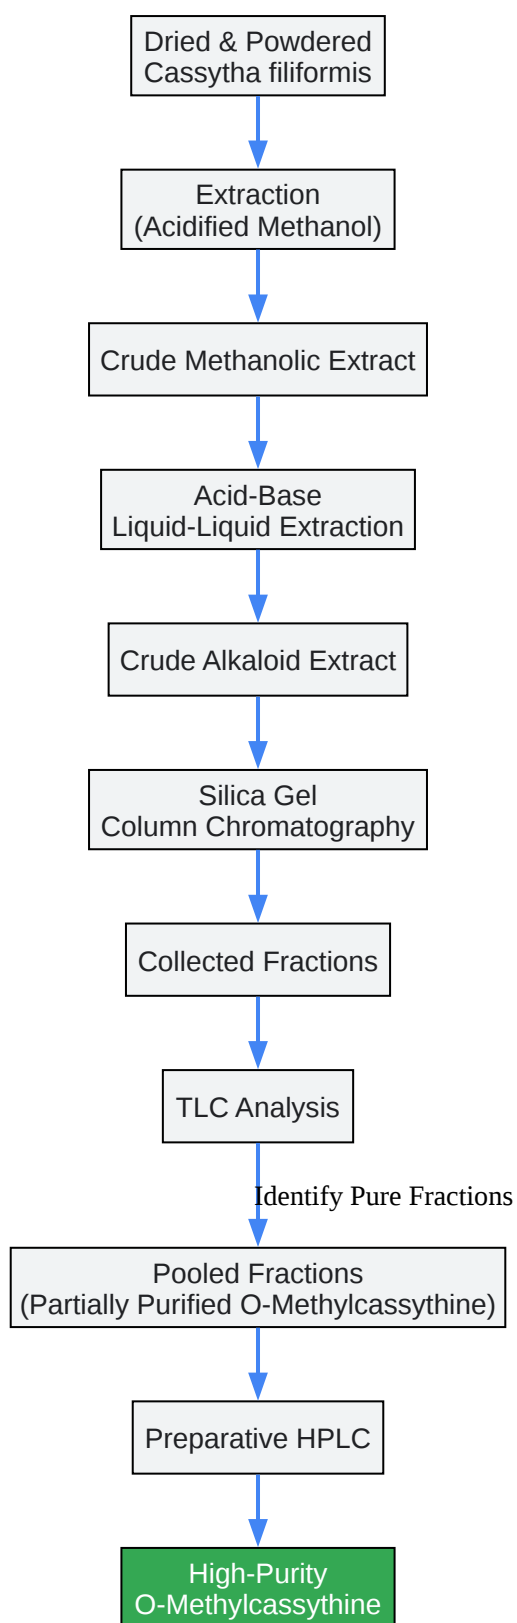 Dried & Powdered
Cassytha filiformis
Extraction
(Acidified Methanol)
Crude Methanolic Extract
Acid-Base
Liquid-Liquid Extraction
Crude Alkaloid Extract
Silica Gel
Column Chromatography
Collected Fractions
TLC Analysis
Identify Pure Fractions
Pooled Fractions
(Partially Purified O-Methylcassythine)
Preparative HPLC
High-Purity
O-Methylcassythine